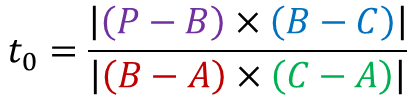 t₀ = |(P − B) × (B − C)| / |(B − A) × (C − A)|